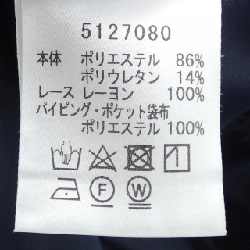 5127080
本体 ポリエステル 86%
ポリウレタン 14%
レース レーヨン 100%
パイピング・ポケット袋布
ポリエステル 100%
F W